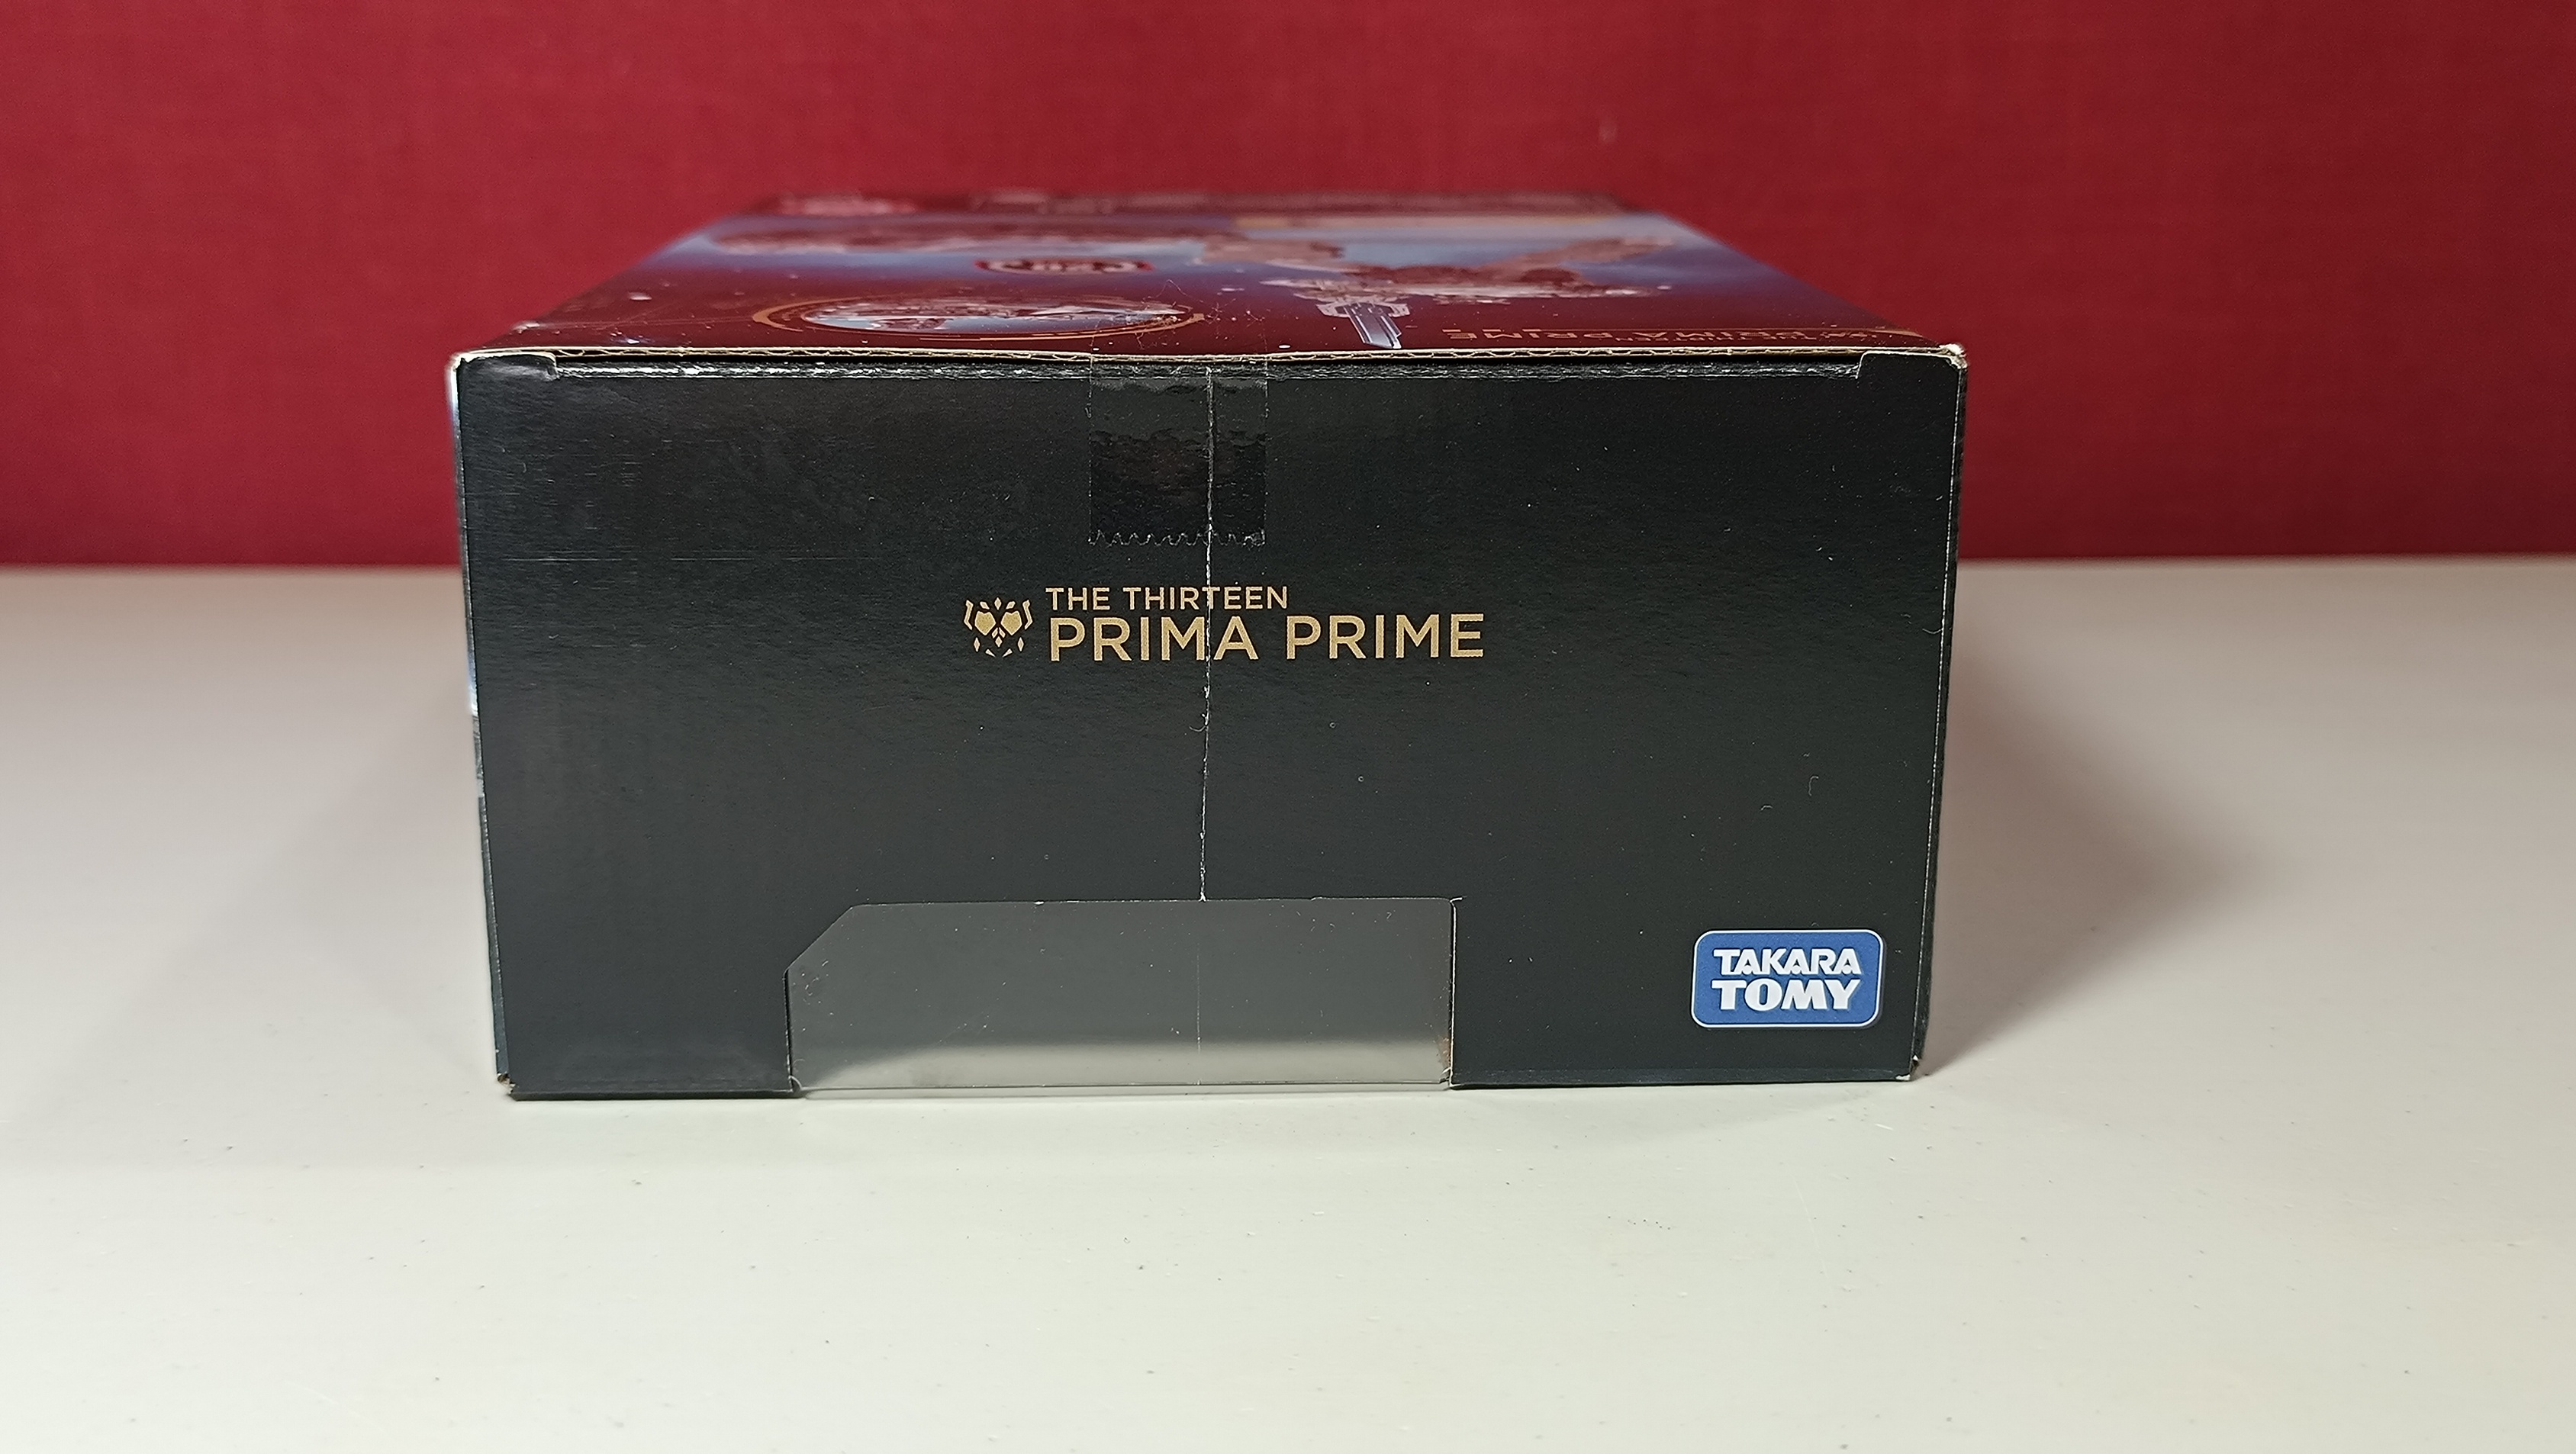 THE THIRTEEN
PRIMA PRIME
TAKARA
TOMY